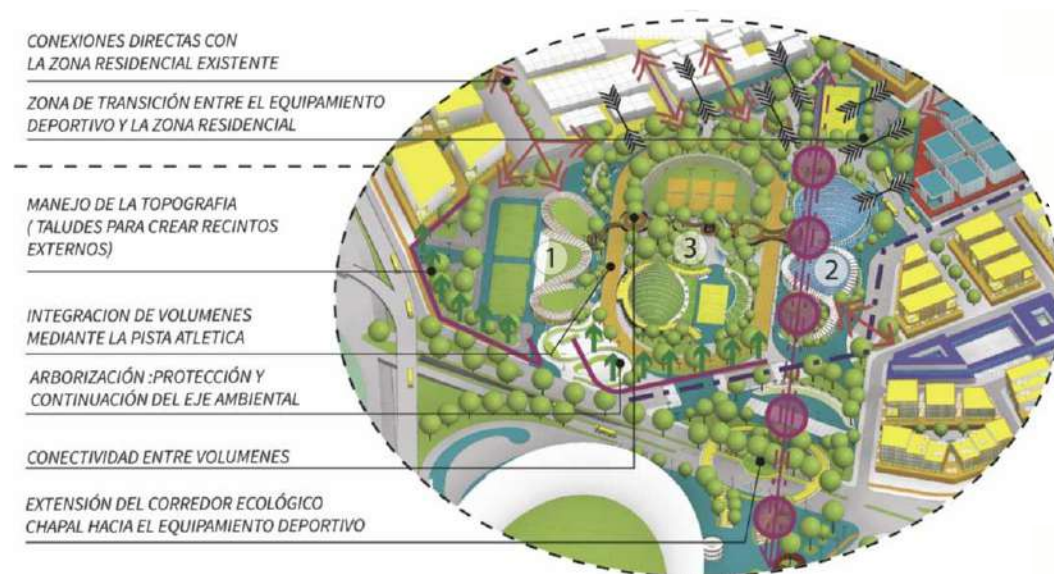 CONEXIONES DIRECTAS CON
LA ZONA RESIDENCIAL EXISTENTE
ZONA DE TRANSICIÓN ENTRE EL EQUIPAMIENTO
DEPORTIVO Y LA ZONA RESIDENCIAL
MANEJO DE LA TOPOGRAFIA
( TALUDES PARA CREAR RECINTOS
EXTERNOS)
INTEGRACION DE VOLUMENES
MEDIANTE LA PISTA ATLETICA
ARBORIZACIÓN :PROTECCIÓN Y
CONTINUACIÓN DEL EJE AMBIENTAL
CONECTIVIDAD ENTRE VOLUMENES
EXTENSIÓN DEL CORREDOR ECOLÓGICO
CHAPAL HACIA EL EQUIPAMIENTO DEPORTIVO
1
3
2